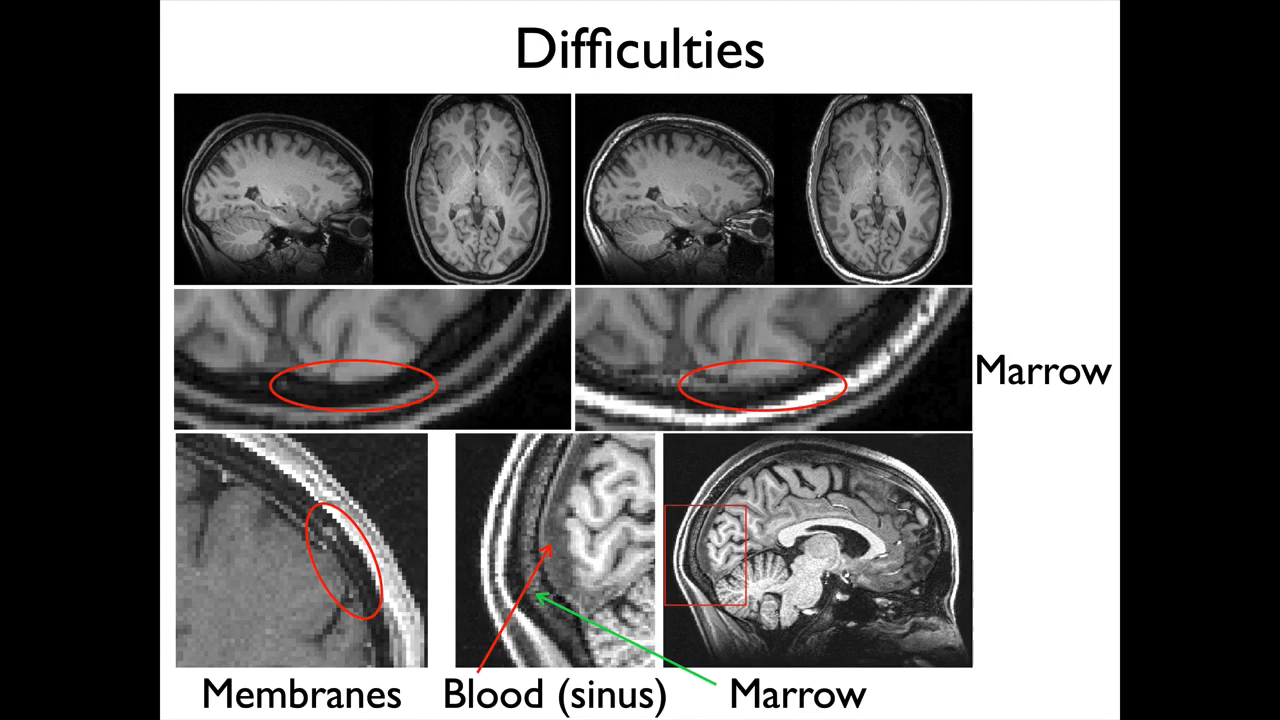 Difficulties
Marrow
Membranes
Blood (sinus)
Marrow